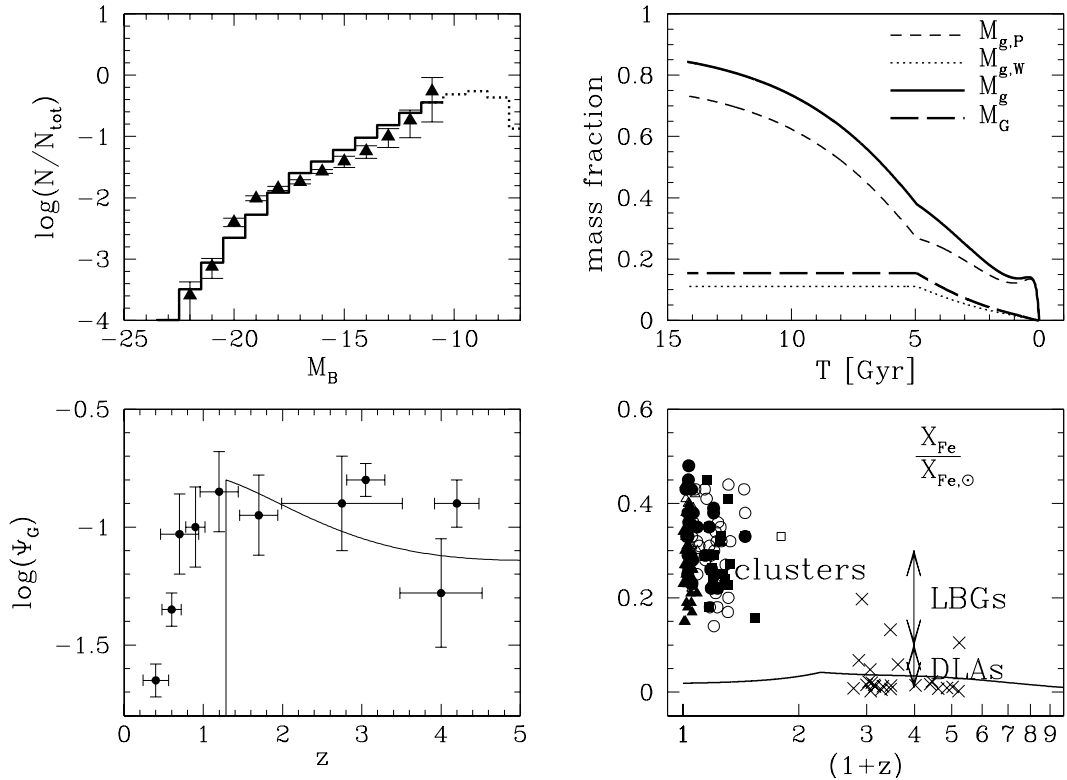 1
0
−1
−2
−3
−4
−25
−20
−15
−10
M_B
log(N/N_tot)
M_g,P
M_g,W
M_g
M_G
1
0.8
0.6
0.4
0.2
0
15
10
5
0
T [Gyr]
mass fraction
−0.5
−1
−1.5
0
1
2
3
4
5
z
log(Ψ_G)
X_Fe
X_Fe,⊙
0.6
0.4
0.2
0
clusters
LBGs
DLAs
1
2
3
4
5
6
7
8
9
(1+z)